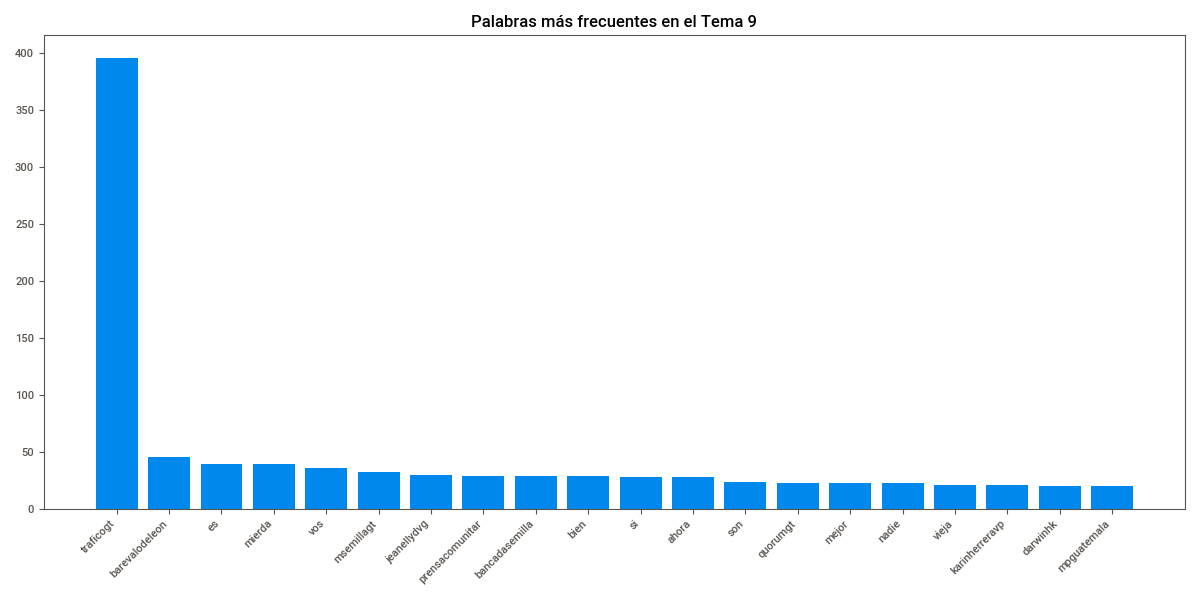 Palabras más frecuentes en el Tema 9
400
350
300
250
200
150
100
50
0
traficogt
barevalodeleon
es
mierda
vos
msemillagt
jeanellydvg
prensacomunitar
bancadasemilla
bien
si
ahora
son
quorumgt
mejor
nadie
vieja
karinherreravp
darwinhk
mpguatemala